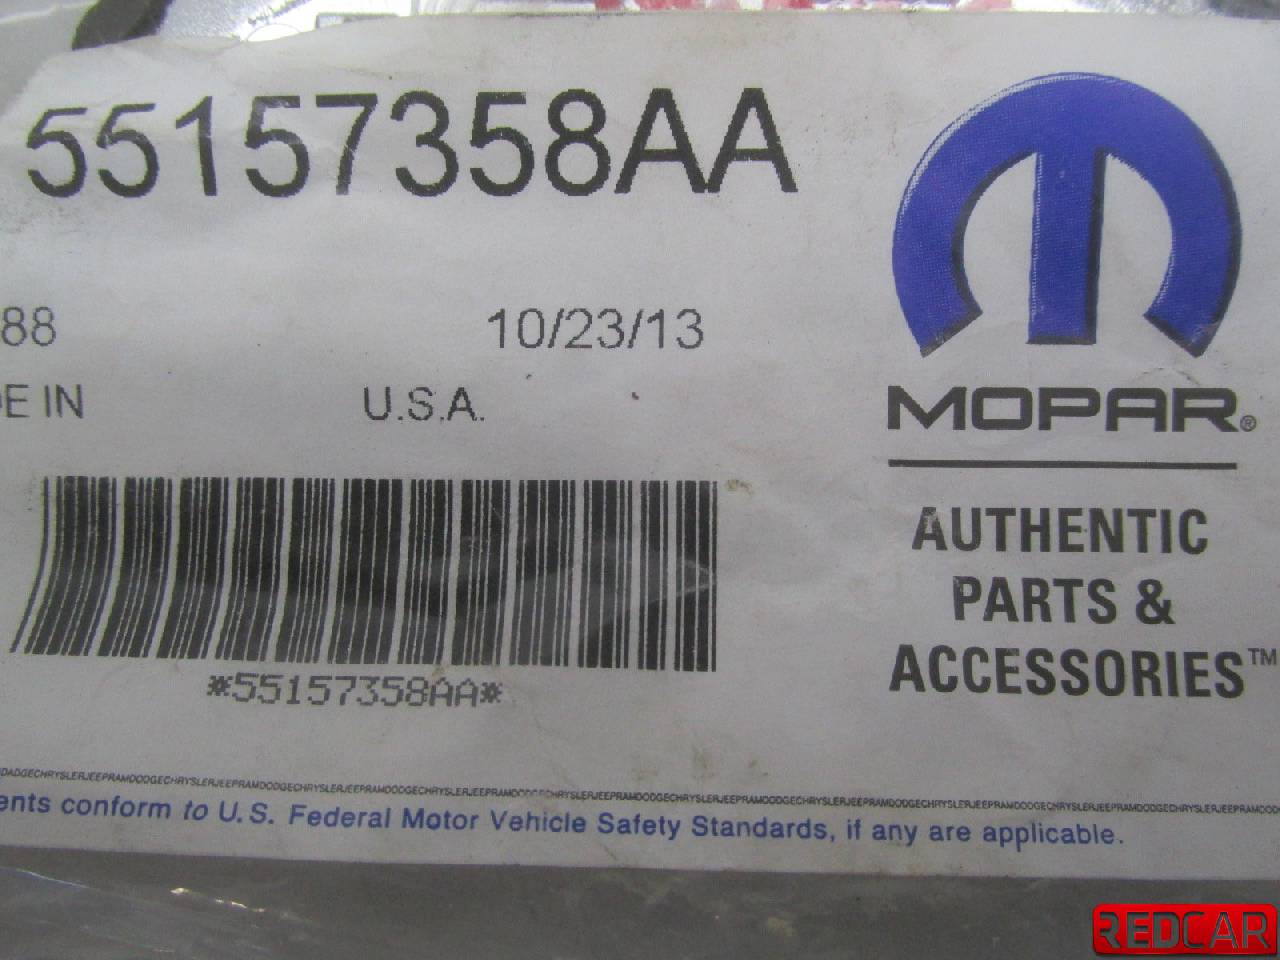 55157358AA
88
10/23/13
E IN
U.S.A.
*55157358AA*
MOPAR®
AUTHENTIC
PARTS &
ACCESSORIES™
ents conform to U.S. Federal Motor Vehicle Safety Standards, if any are applicable.
REDCAR